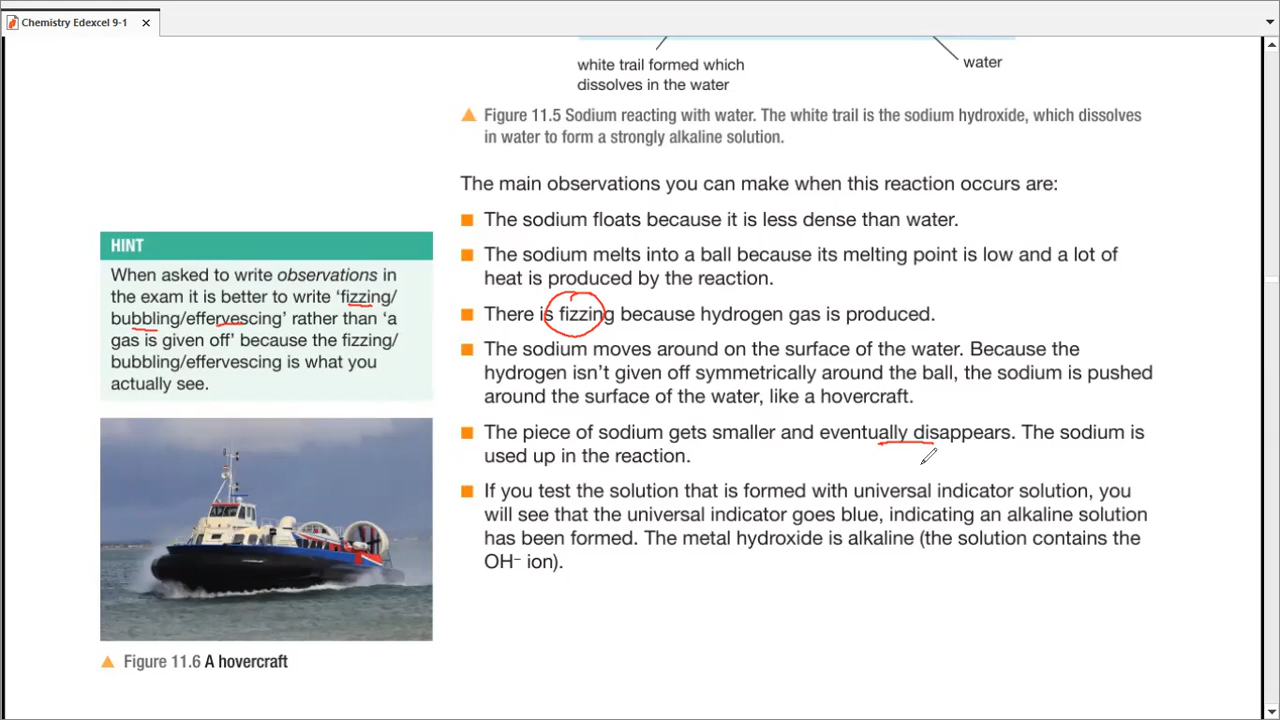 Chemistry Edexcel 9-1
white trail formed which
dissolves in the water
water
Figure 11.5 Sodium reacting with water. The white trail is the sodium hydroxide, which dissolves
in water to form a strongly alkaline solution.
The main observations you can make when this reaction occurs are:
The sodium floats because it is less dense than water.
The sodium melts into a ball because its melting point is low and a lot of
heat is produced by the reaction.
There is fizzing because hydrogen gas is produced.
The sodium moves around on the surface of the water. Because the
hydrogen isn't given off symmetrically around the ball, the sodium is pushed
around the surface of the water, like a hovercraft.
The piece of sodium gets smaller and eventually disappears. The sodium is
used up in the reaction.
If you test the solution that is formed with universal indicator solution, you
will see that the universal indicator goes blue, indicating an alkaline solution
has been formed. The metal hydroxide is alkaline (the solution contains the
OH⁻ ion).
HINT
When asked to write observations in
the exam it is better to write 'fizzing/
bubbling/effervescing' rather than 'a
gas is given off' because the fizzing/
bubbling/effervescing is what you
actually see.
Figure 11.6 A hovercraft